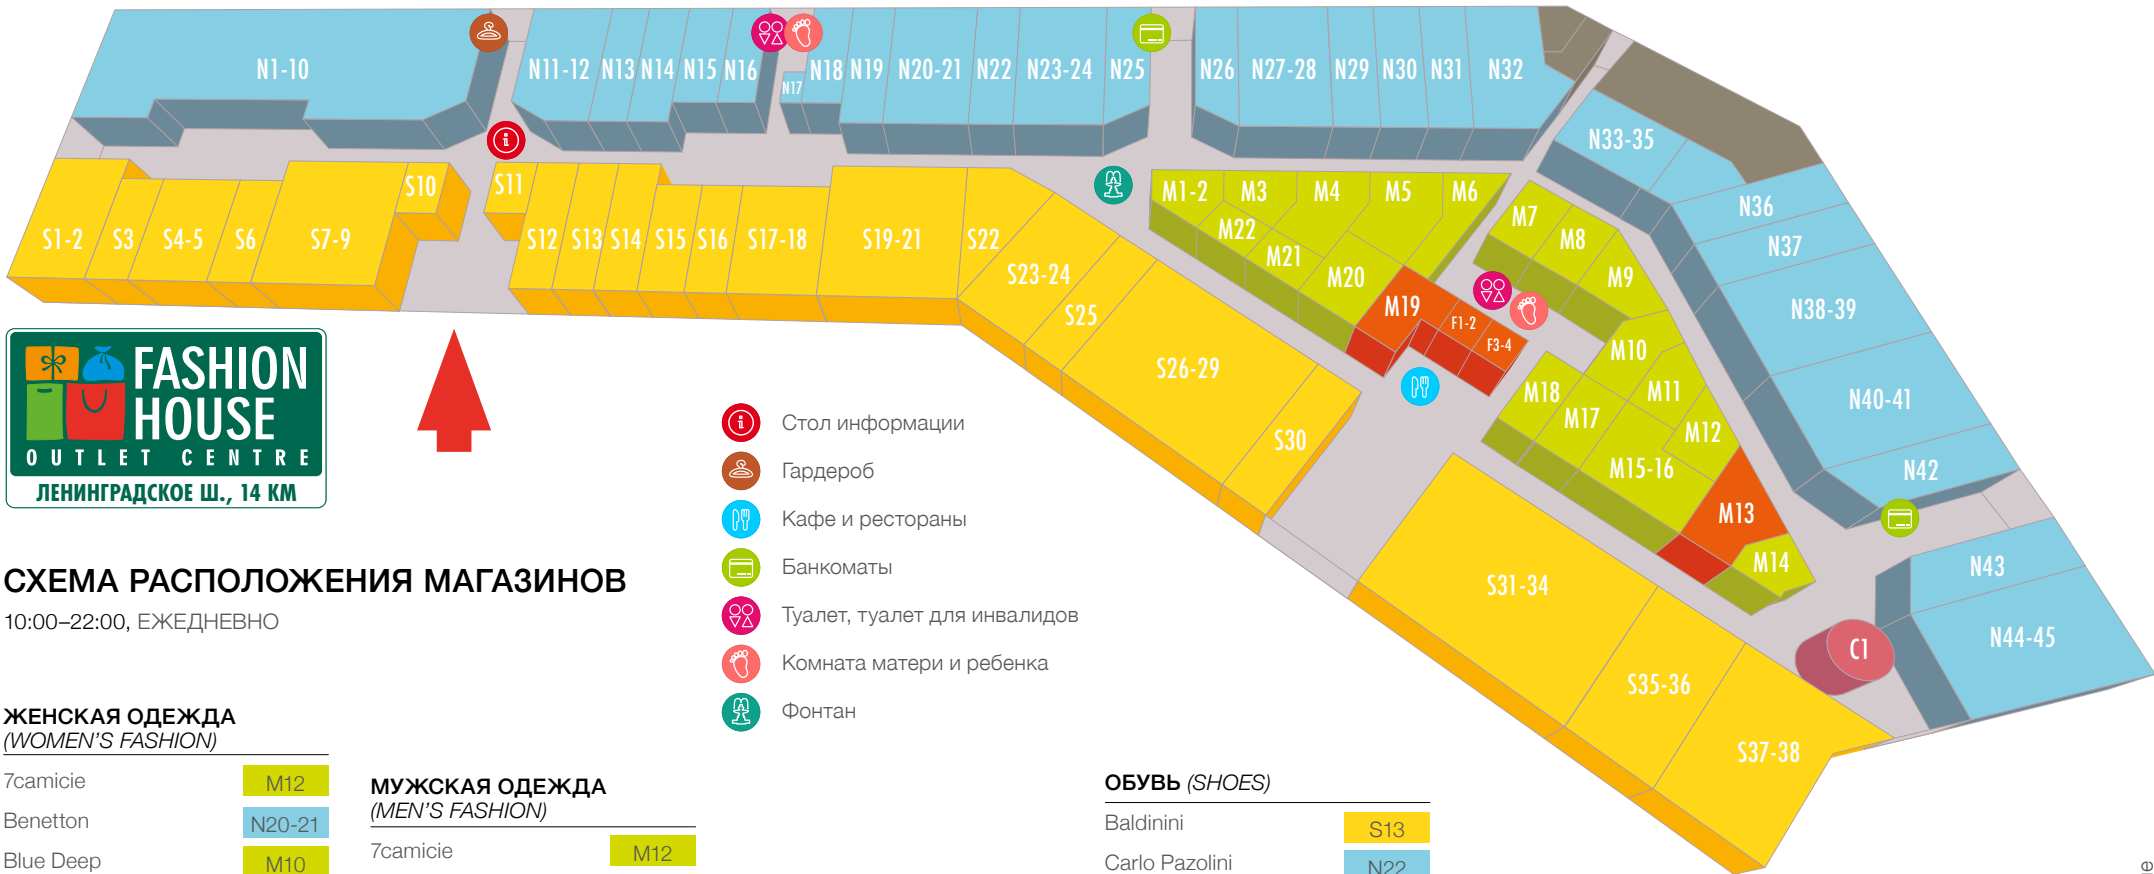 N1-10
N11-12
N13
N14
N15
N16
N17
N18
N19
N20-21
N22
N23-24
N25
N26
N27-28
N29
N30
N31
N32
N33-35
N36
N37
N38-39
N40-41
N42
N43
N44-45
S1-2
S3
S4-5
S6
S7-9
S10
S11
S12
S13
S14
S15
S16
S17-18
S19-21
S22
S23-24
S25
S26-29
S30
S31-34
S35-36
S37-38
M1-2
M3
M4
M5
M6
M22
M21
M20
M19
F1-2
F3-4
M7
M8
M9
M10
M11
M12
M18
M17
M15-16
M13
M14
C1
FASHION
HOUSE
OUTLET CENTRE
ЛЕНИНГРАДСКОЕ Ш., 14 КМ
Стол информации
Гардероб
Кафе и рестораны
Банкоматы
Туалет, туалет для инвалидов
Комната матери и ребенка
Фонтан
СХЕМА РАСПОЛОЖЕНИЯ МАГАЗИНОВ
10:00–22:00, ЕЖЕДНЕВНО
ЖЕНСКАЯ ОДЕЖДА
(WOMEN'S FASHION)
7camicie M12
Benetton N20-21
Blue Deep M10
МУЖСКАЯ ОДЕЖДА
(MEN'S FASHION)
7camicie M12
ОБУВЬ (SHOES)
Baldinini S13
Carlo Pazolini N22